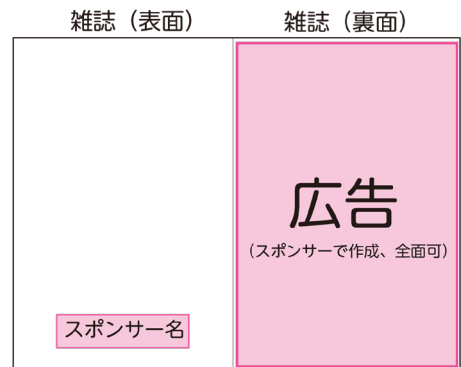 雑誌（表面）
雑誌（裏面）
広告
（スポンサーで作成、全面可）
スポンサー名